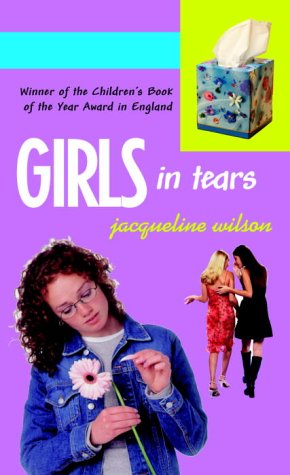 Winner of the Children's Book
of the Year Award in England
GIRLS in tears
jacqueline wilson